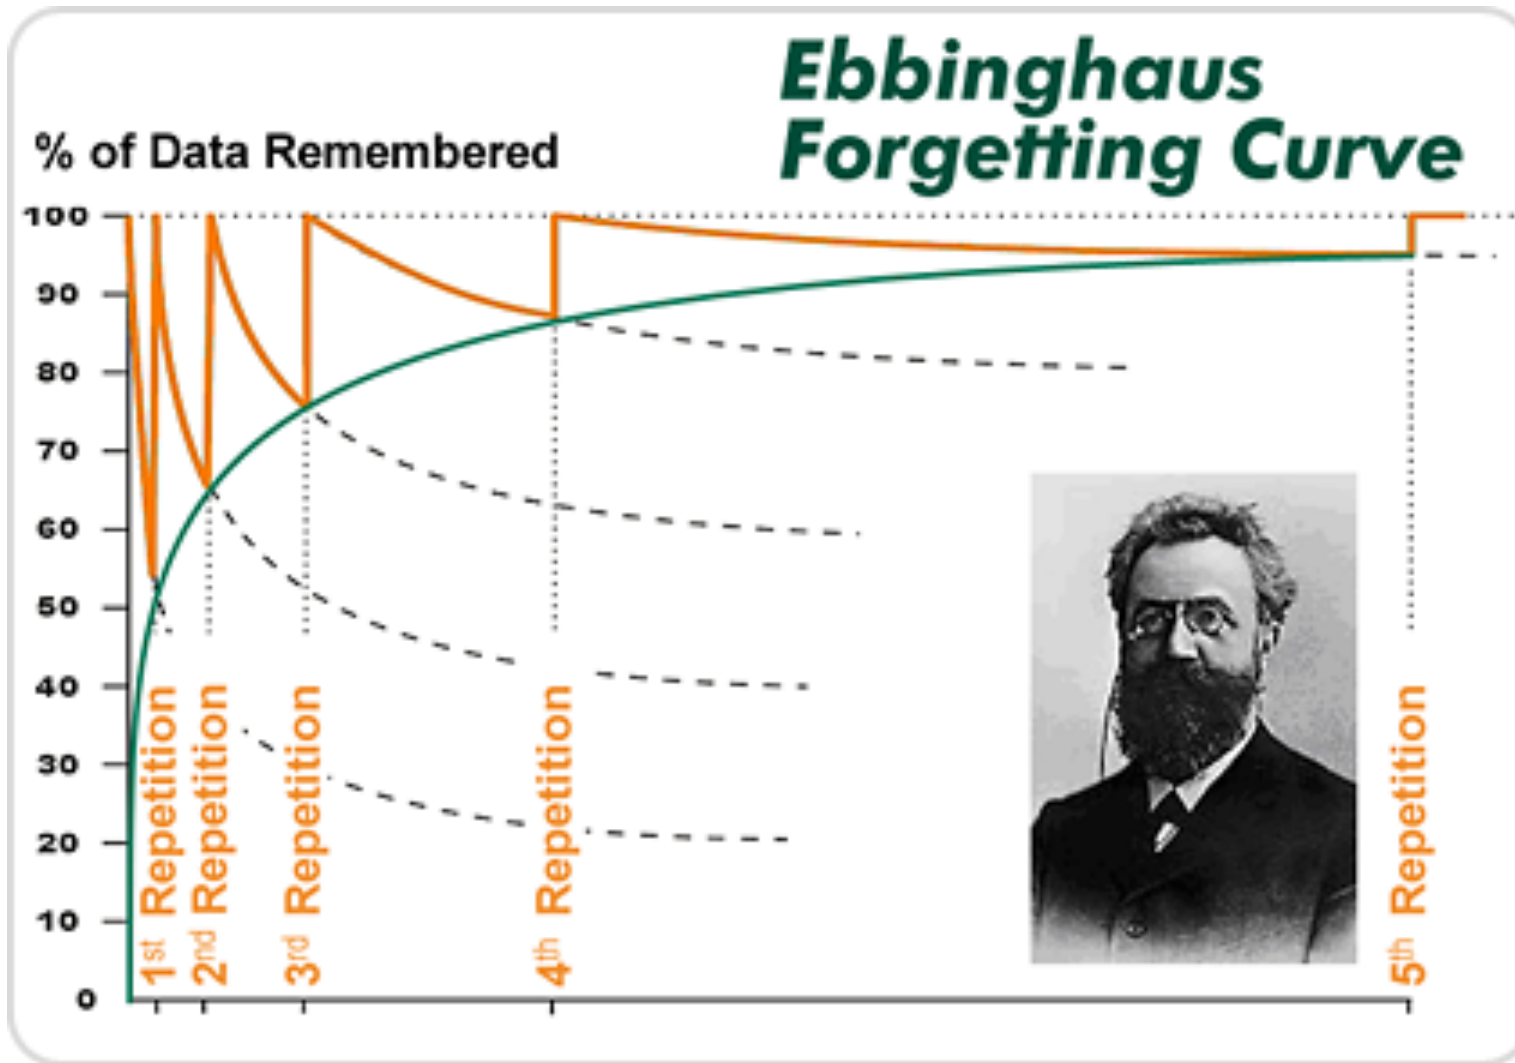 Ebbinghaus
Forgetting Curve
% of Data Remembered
100
90
80
70
60
50
40
30
20
10
0
1st Repetition
2nd Repetition
3rd Repetition
4th Repetition
5th Repetition